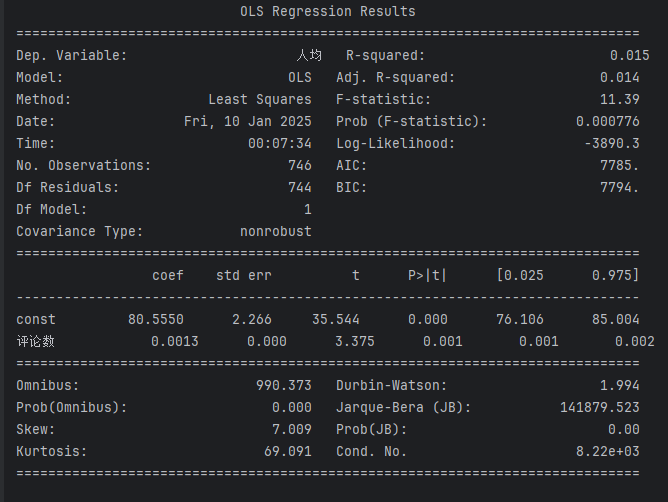 OLS Regression Results
==============================================================================
Dep. Variable: 人均 R-squared: 0.015
Model: OLS Adj. R-squared: 0.014
Method: Least Squares F-statistic: 11.39
Date: Fri, 10 Jan 2025 Prob (F-statistic): 0.000776
Time: 00:07:34 Log-Likelihood: -3890.3
No. Observations: 746 AIC: 7785.
Df Residuals: 744 BIC: 7794.
Df Model: 1
Covariance Type: nonrobust
==============================================================================
coef std err t P>|t| [0.025 0.975]
------------------------------------------------------------------------------
const 80.5550 2.266 35.544 0.000 76.106 85.004
评论数 0.0013 0.000 3.375 0.001 0.001 0.002
==============================================================================
Omnibus: 990.373 Durbin-Watson: 1.994
Prob(Omnibus): 0.000 Jarque-Bera (JB): 141879.523
Skew: 7.009 Prob(JB): 0.00
Kurtosis: 69.091 Cond. No. 8.22e+03
==============================================================================